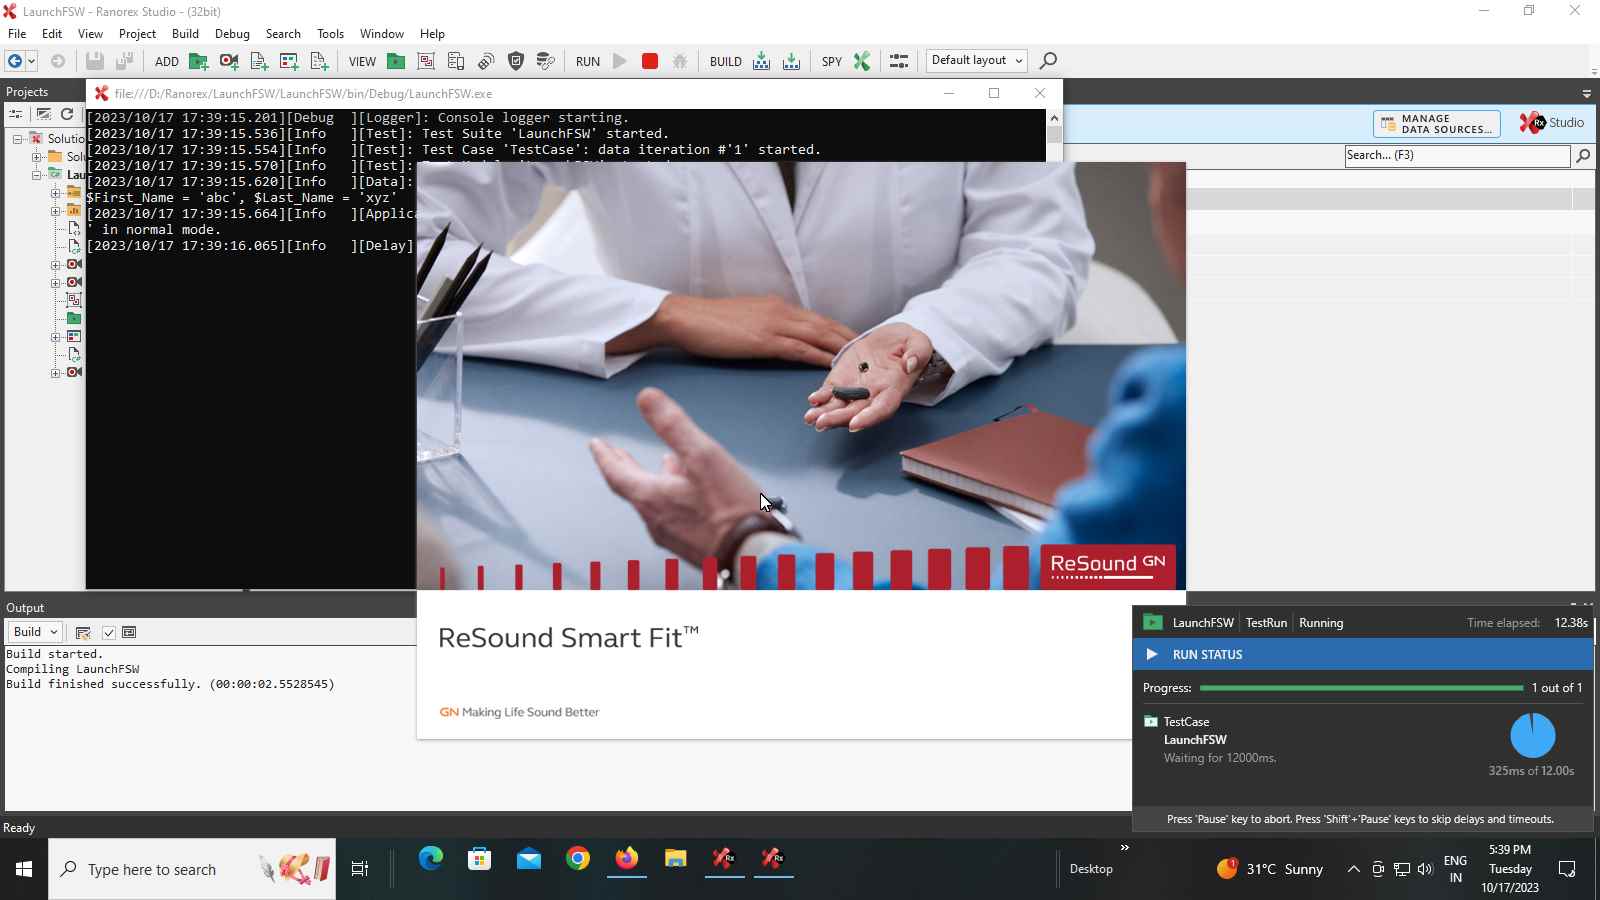 LaunchFSW - Ranorex Studio - (32bit)
File Edit View Project Build Debug Search Tools Window Help
ADD VIEW RUN BUILD SPY Default layout
Projects
file:///D:/Ranorex/LaunchFSW/LaunchFSW/bin/Debug/LaunchFSW.exe
MANAGE
DATA SOURCES...
Rx Studio
Search... (F3)
Solutio
Solu
Lau
[2023/10/17 17:39:15.201][Debug ][Logger]: Console logger starting.
[2023/10/17 17:39:15.536][Info ][Test]: Test Suite 'LaunchFSW' started.
[2023/10/17 17:39:15.554][Info ][Test]: Test Case 'TestCase': data iteration #'1' started.
[2023/10/17 17:39:15.570][Info ][Test]:
[2023/10/17 17:39:15.620][Info ][Data]:
$First_Name = 'abc', $Last_Name = 'xyz'
[2023/10/17 17:39:15.664][Info ][Applica
' in normal mode.
[2023/10/17 17:39:16.065][Info ][Delay]
ReSound GN
ReSound Smart Fit™
GN Making Life Sound Better
Output
Build
Build started.
Compiling LaunchFSW
Build finished successfully. (00:00:02.5528545)
LaunchFSW TestRun Running Time elapsed: 12.38s
RUN STATUS
Progress: 1 out of 1
TestCase
LaunchFSW
Waiting for 12000ms.
325ms of 12.00s
Press 'Pause' key to abort. Press 'Shift'+'Pause' keys to skip delays and timeouts.
Ready
Type here to search
Rx
Rx
Desktop
»
1
31°C Sunny
ENG
IN
5:39 PM
Tuesday
10/17/2023